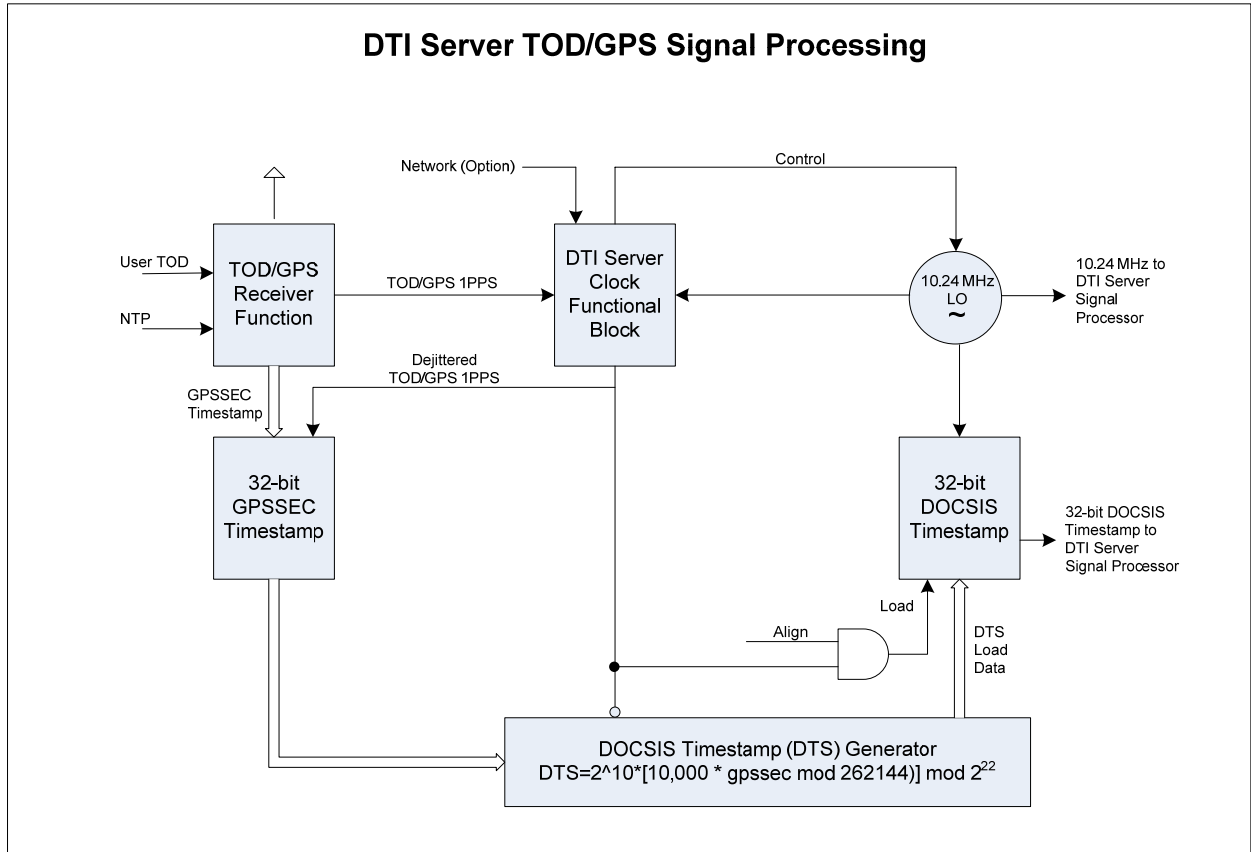 DTI Server TOD/GPS Signal Processing
Network (Option)
Control
User TOD
NTP
TOD/GPS
Receiver
Function
TOD/GPS 1PPS
DTI Server
Clock
Functional
Block
10.24 MHz
LO
~
10.24 MHz to
DTI Server
Signal
Processor
Dejittered
TOD/GPS 1PPS
GPSSEC
Timestamp
32-bit
GPSSEC
Timestamp
32-bit
DOCSIS
Timestamp
32-bit DOCSIS
Timestamp to
DTI Server
Signal Processor
Load
Align
DTS
Load
Data
DOCSIS Timestamp (DTS) Generator
DTS=2^10*[10,000 * gpssec mod 262144)] mod 2²²